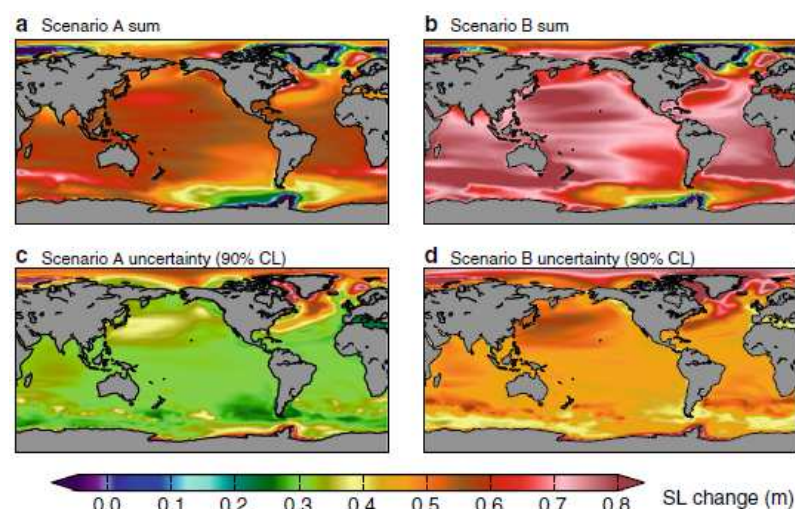 a Scenario A sum
b Scenario B sum
c Scenario A uncertainty (90% CL)
d Scenario B uncertainty (90% CL)
0.0 0.1 0.2 0.3 0.4 0.5 0.6 0.7 0.8 SL change (m)